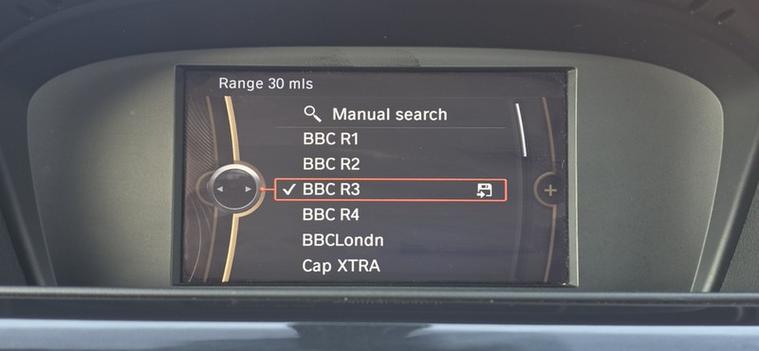 Range 30 mls
Manual search
BBC R1
BBC R2
BBC R3
BBC R4
BBCLondn
Cap XTRA